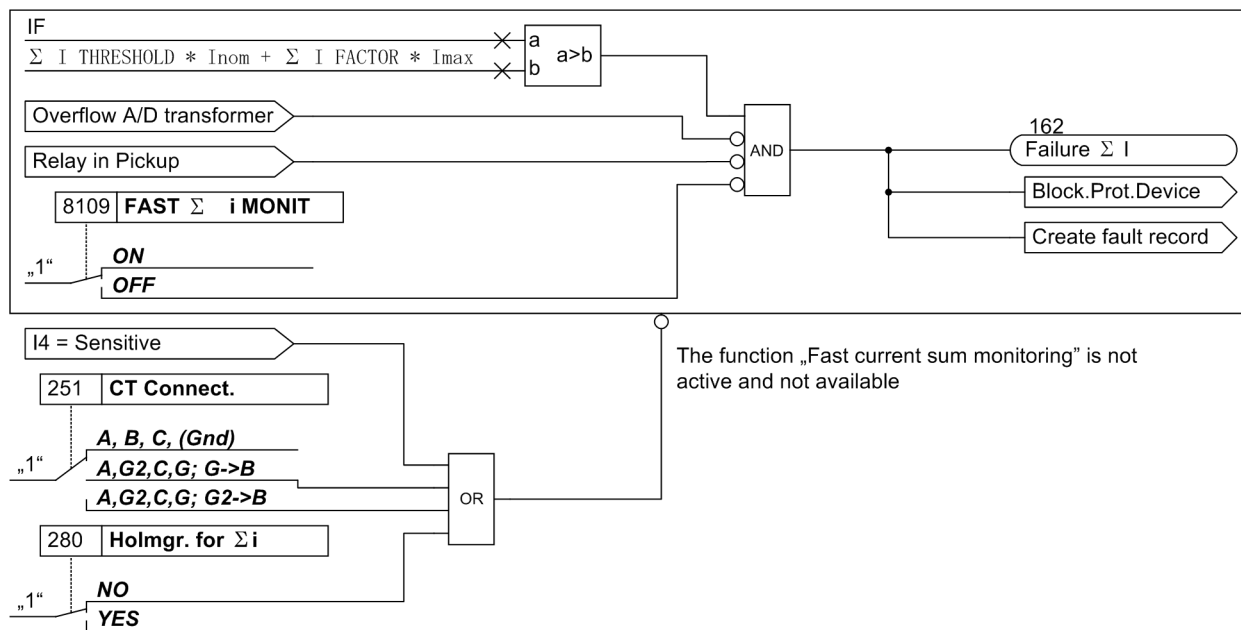 IF
Σ I THRESHOLD * Inom + Σ I FACTOR * Imax
a
b
a>b
Overflow A/D transformer
Relay in Pickup
AND
162
Failure Σ I
Block.Prot.Device
Create fault record
8109 FAST Σ i MONIT
„1“
ON
OFF
I4 = Sensitive
The function „Fast current sum monitoring” is not
active and not available
251 CT Connect.
„1“
A, B, C, (Gnd)
A,G2,C,G; G->B
A,G2,C,G; G2->B
OR
280 Holmgr. for Σi
„1“
NO
YES